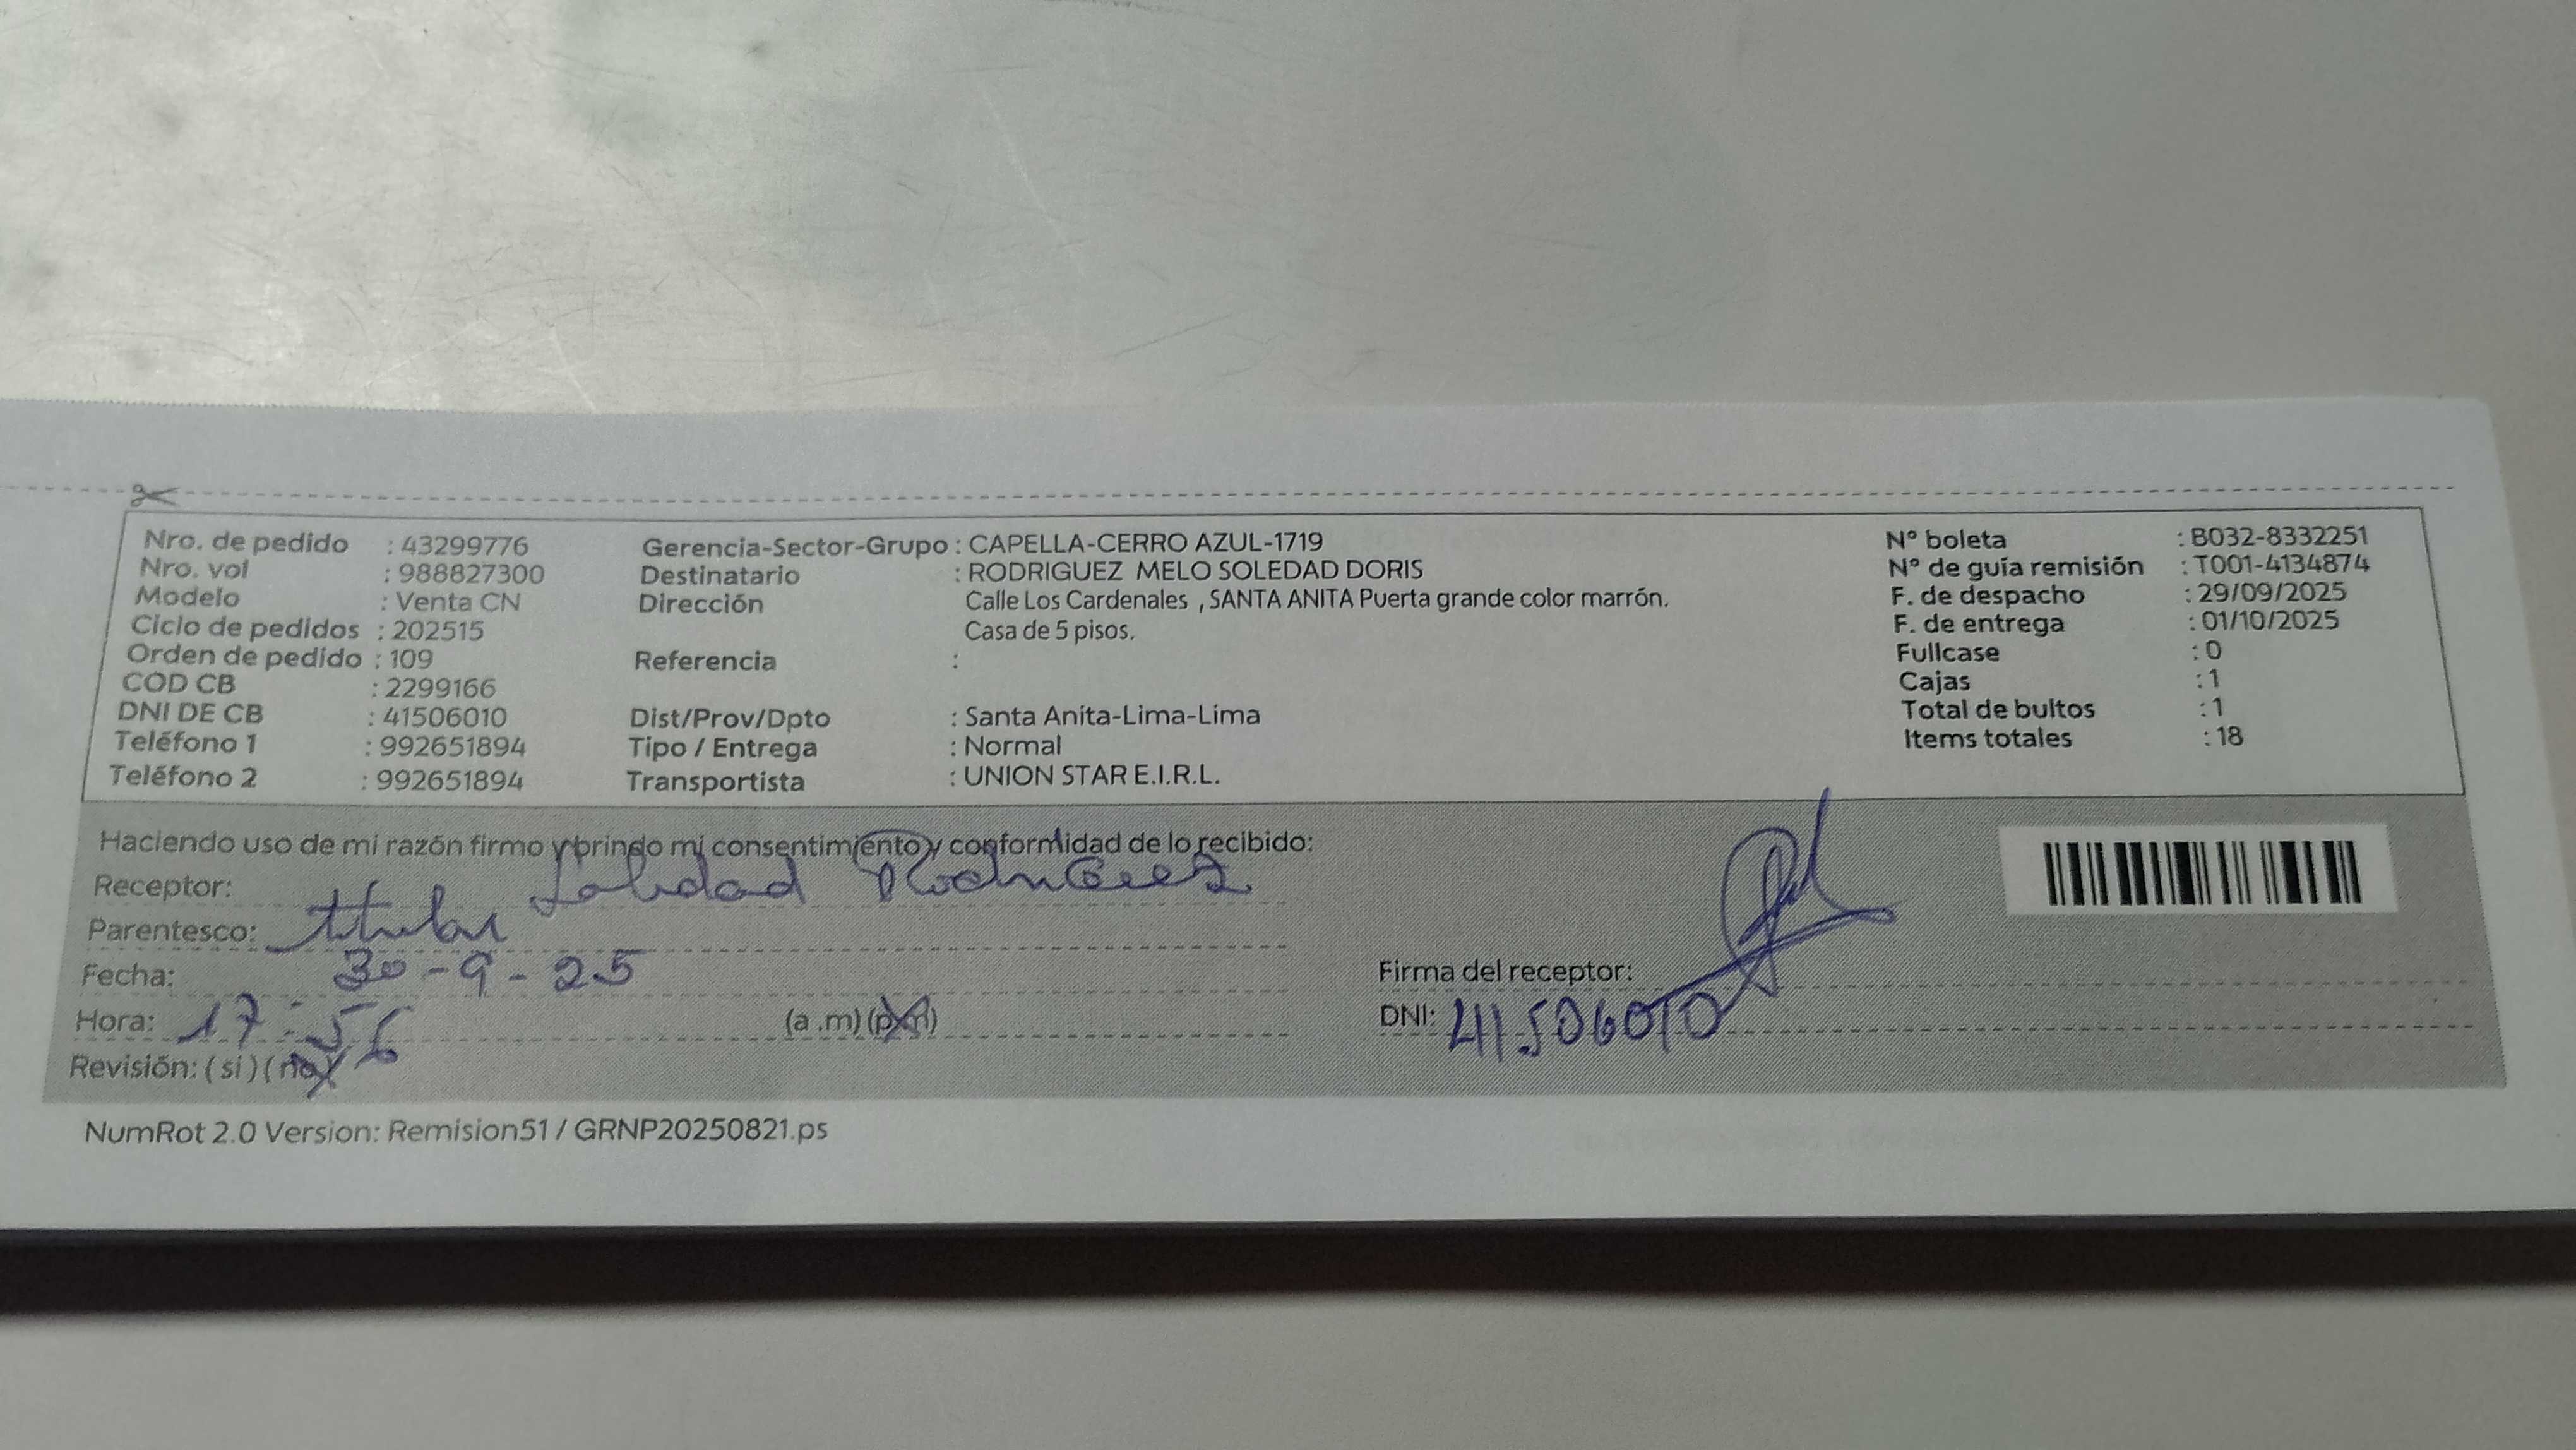 Nro. de pedido : 43299776 Gerencia-Sector-Grupo : CAPELLA-CERRO AZUL-1719 N° boleta : B032-8332251
Nro. vol : 988827300 Destinatario : RODRIGUEZ MELO SOLEDAD DORIS N° de guía remisión : T001-4134874
Modelo : Venta CN Dirección Calle Los Cardenales , SANTA ANITA Puerta grande color marrón. F. de despacho : 29/09/2025
Ciclo de pedidos : 202515 Casa de 5 pisos. F. de entrega : 01/10/2025
Orden de pedido : 109 Referencia : Fullcase : 0
COD CB : 2299166 Cajas : 1
DNI DE CB : 41506010 Dist/Prov/Dpto : Santa Anita-Lima-Lima Total de bultos : 1
Teléfono 1 : 992651894 Tipo / Entrega : Normal Items totales : 18
Teléfono 2 : 992651894 Transportista : UNION STAR E.I.R.L.
Haciendo uso de mi razón firmo y brindo mi consentimiento y conformidad de lo recibido:
Receptor: Soledad Rodriguez
Parentesco: titular
Fecha: 30-9-25 Firma del receptor:
Hora: 17:56 (a .m) (p.m) DNI: 41506010
Revisión: ( si ) ( no )
NumRot 2.0 Version: Remision51 / GRNP20250821.ps